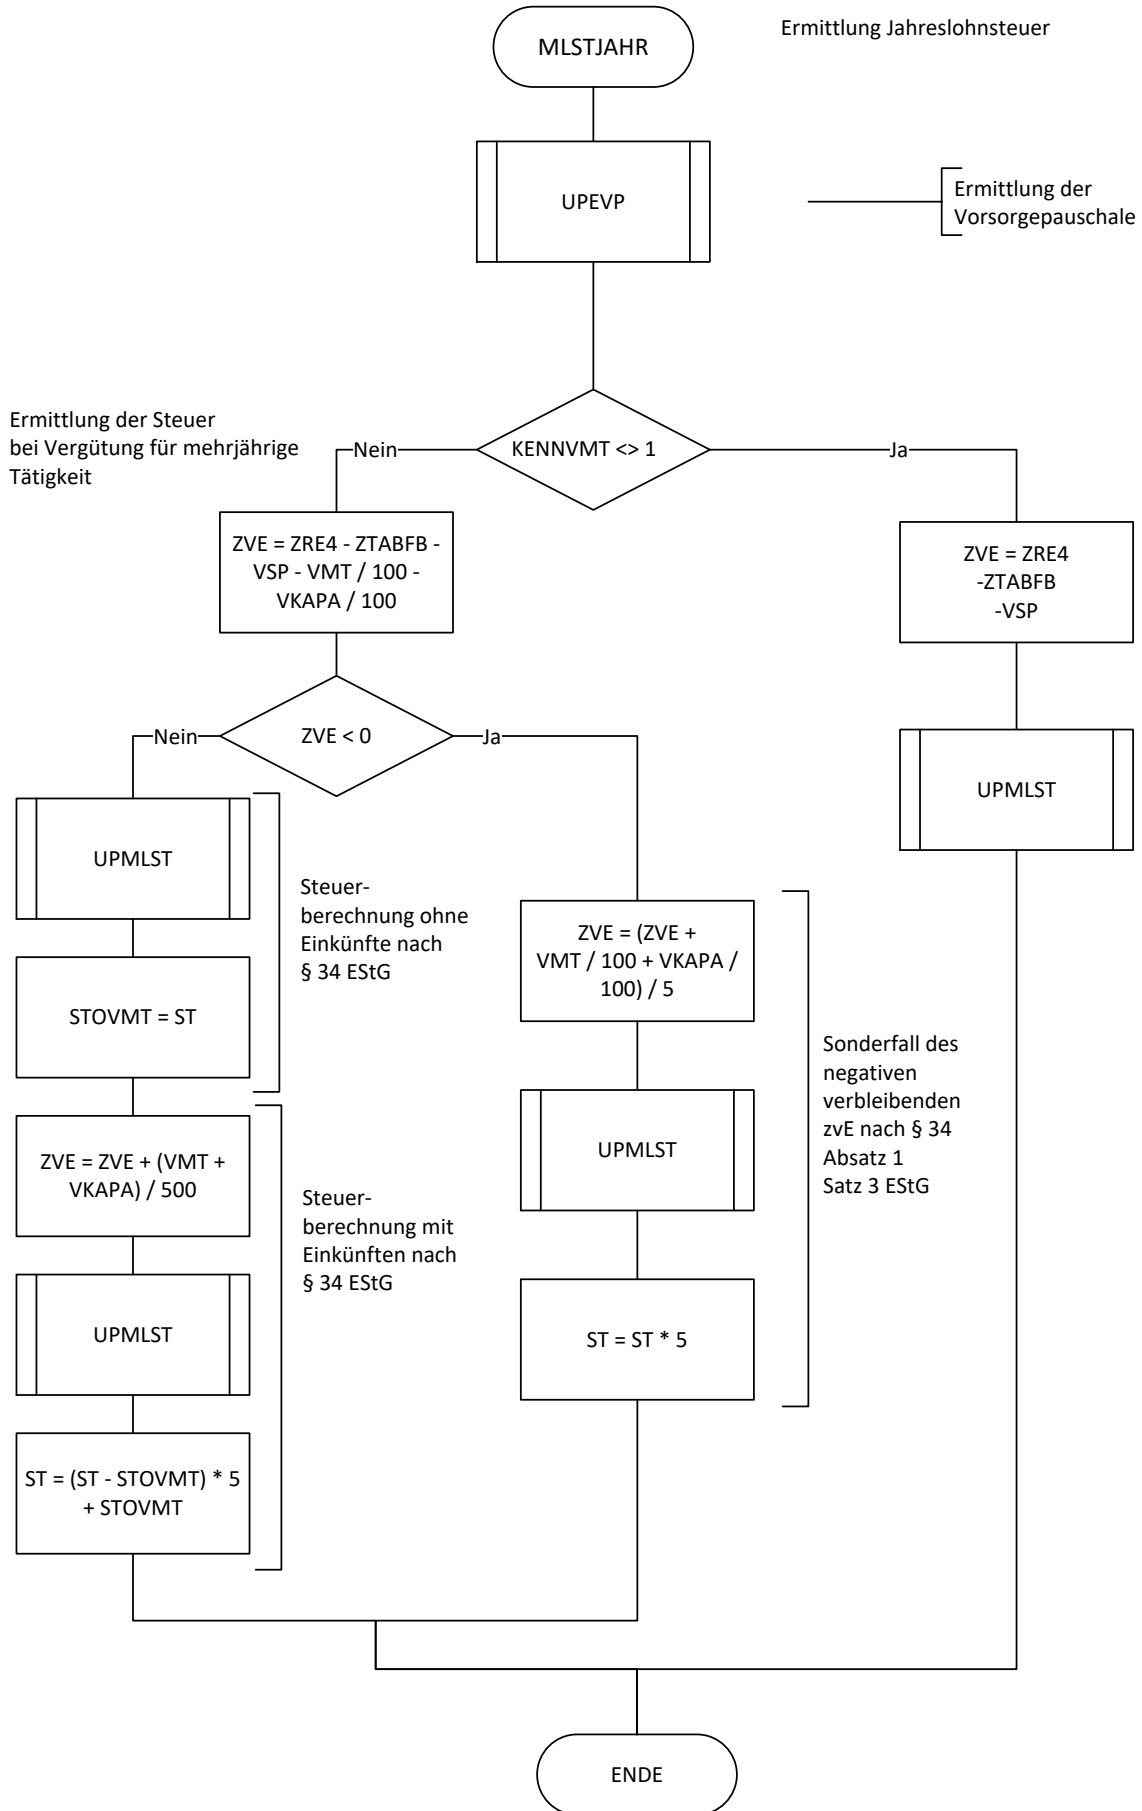 MLSTJAHR
Ermittlung Jahreslohnsteuer
UPEVP
Ermittlung der
Vorsorgepauschale
Ermittlung der Steuer
bei Vergütung für mehrjährige
Tätigkeit
Nein
KENNVMT <> 1
Ja
ZVE = ZRE4 - ZTABFB -
VSP - VMT / 100 -
VKAPA / 100
ZVE = ZRE4
-ZTABFB
-VSP
Nein
ZVE < 0
Ja
UPMLST
UPMLST
Steuer-
berechnung ohne
Einkünfte nach
§ 34 EStG
STOVMT = ST
ZVE = (ZVE +
VMT / 100 + VKAPA /
100) / 5
Sonderfall des
negativen
verbleibenden
zvE nach § 34
Absatz 1
Satz 3 EStG
ZVE = ZVE + (VMT +
VKAPA) / 500
UPMLST
Steuer-
berechnung mit
Einkünften nach
§ 34 EStG
UPMLST
ST = ST * 5
ST = (ST - STOVMT) * 5
+ STOVMT
ENDE